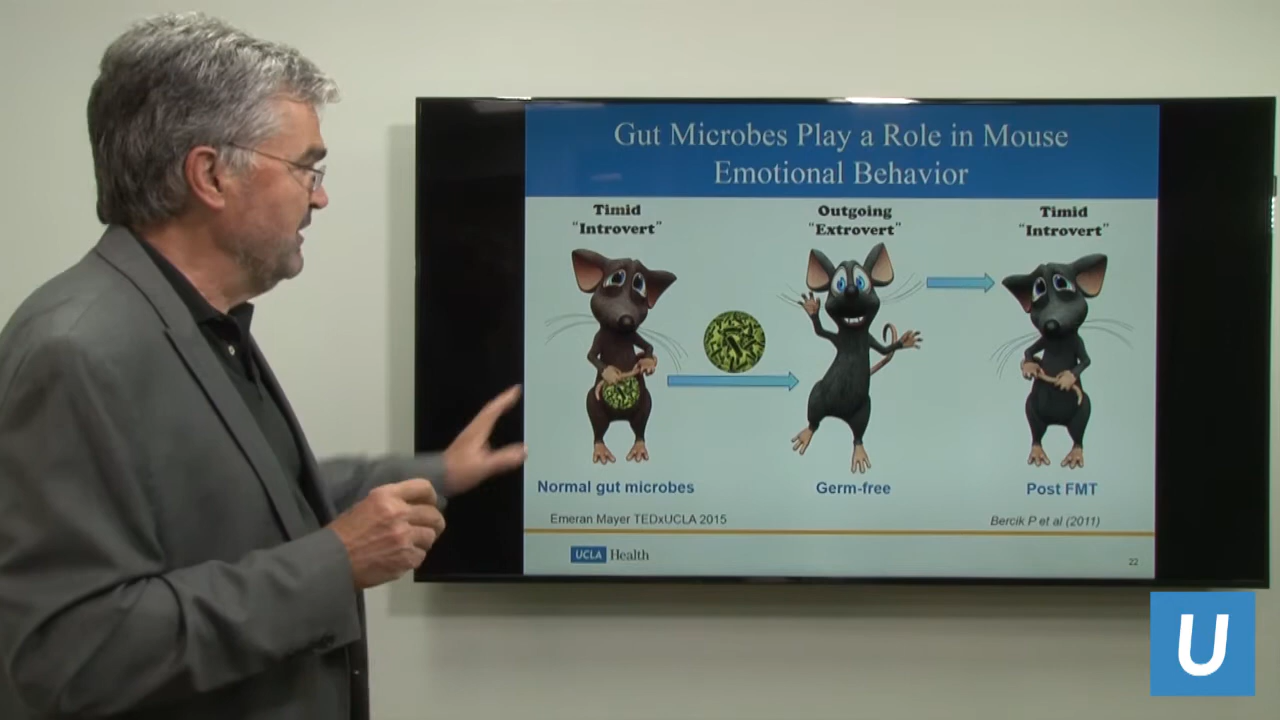 Gut Microbes Play a Role in Mouse
Emotional Behavior
Timid
"Introvert"
Outgoing
"Extrovert"
Timid
"Introvert"
Normal gut microbes
Germ-free
Post FMT
Emeran Mayer TEDxUCLA 2015
Bercik P et al (2011)
UCLA Health
22
U